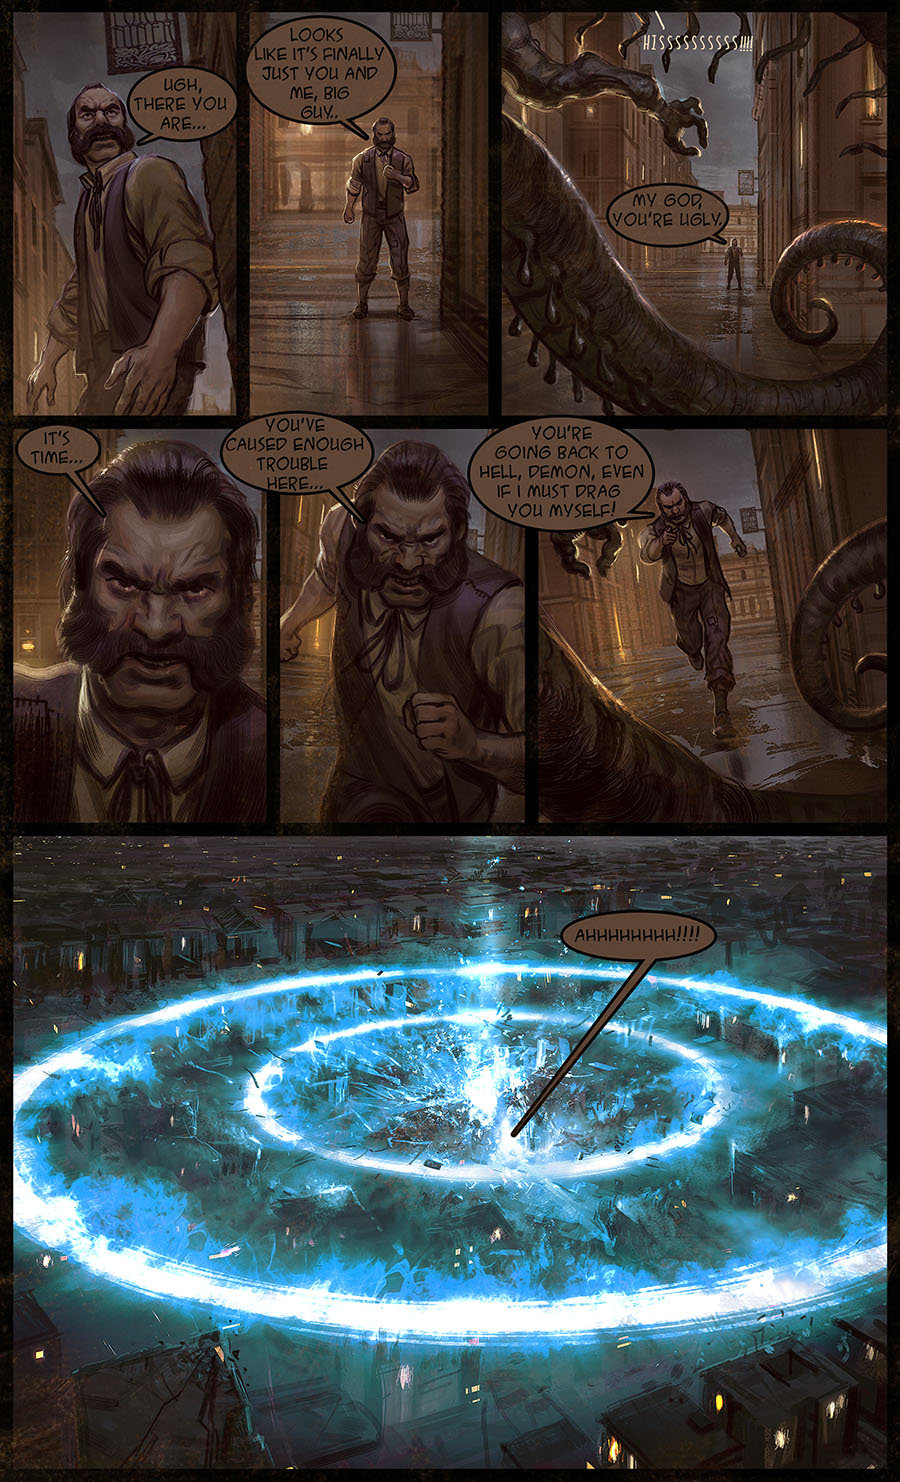 UGH,
THERE YOU
ARE...
LOOKS
LIKE IT'S FINALLY
JUST YOU AND
ME, BIG
GUY..
HISSSSSSSSSS!!!!
MY GOD,
YOU'RE UGLY.
IT'S
TIME...
YOU'VE
CAUSED ENOUGH
TROUBLE
HERE...
YOU'RE
GOING BACK TO
HELL, DEMON, EVEN
IF I MUST DRAG
YOU MYSELF!
AHHHHHHHH!!!!